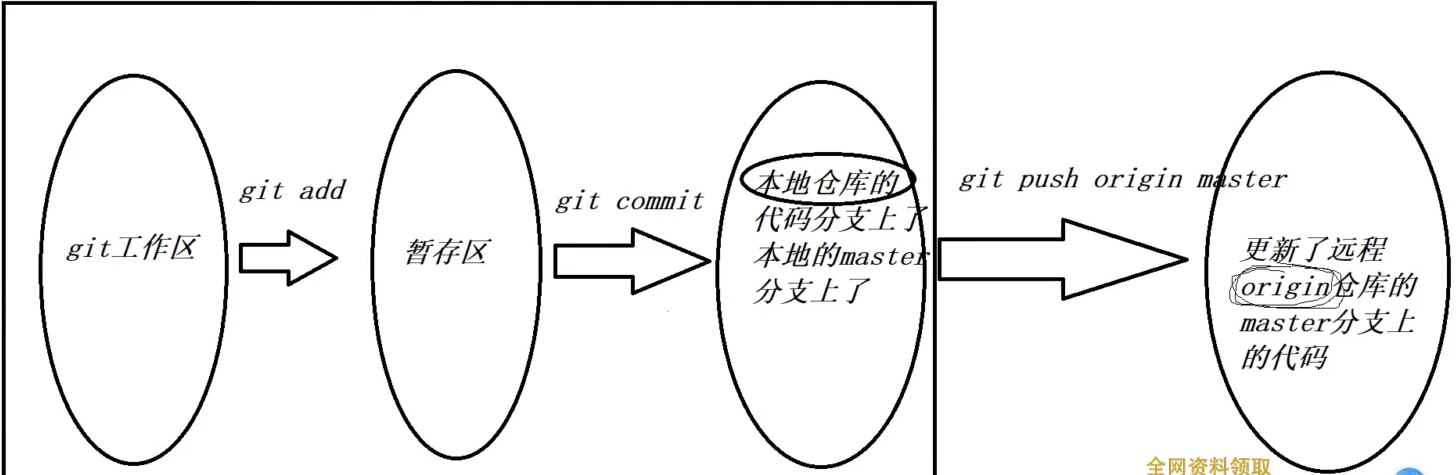 git工作区
git add
暂存区
git commit
本地仓库的
代码分支上了
本地的master
分支上了
git push origin master
更新了远程
origin仓库的
master分支上
的代码
全网资料领取